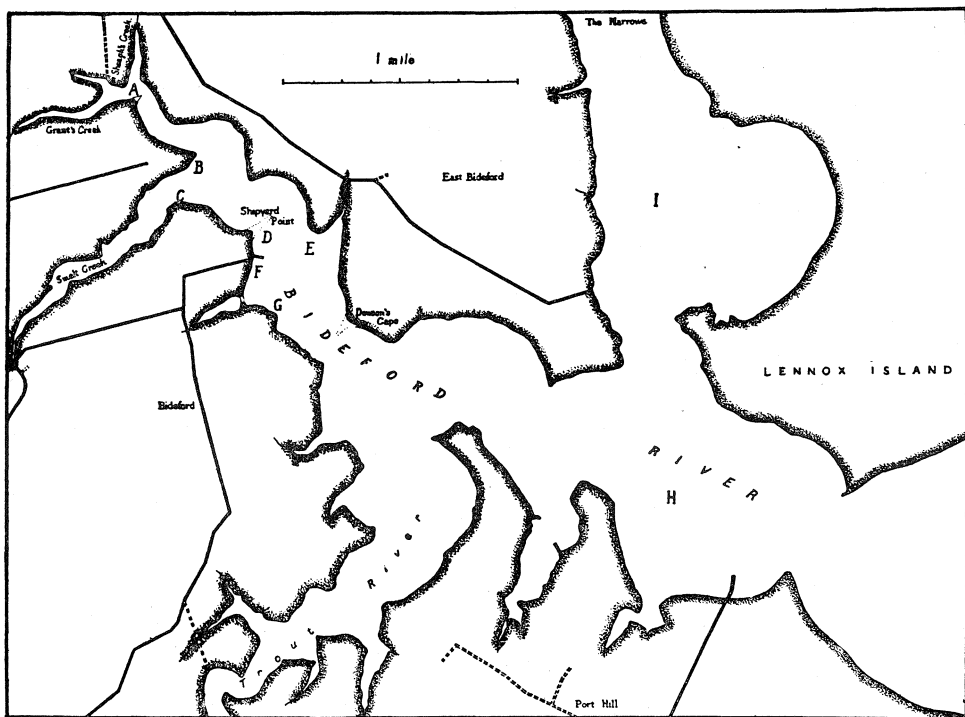 The Narrows
1 mile
Sharpe's Creek
A
Grant's Creek
B
East Bideford
C
I
Shipyard
Point
D
E
Smelt Creek
F
G
BIDEFORD
Dawson's
Cape
LENNOX ISLAND
Bideford
RIVER
H
Trout River
Port Hill